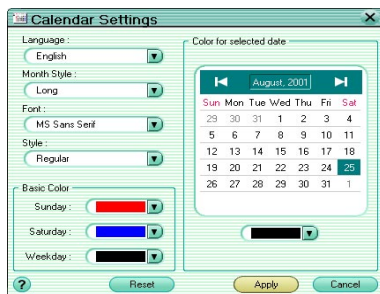 Calendar Settings
Language :
English
Month Style :
Long
Font :
MS Sans Serif
Style :
Regular
Basic Color
Sunday :
Saturday :
Weekday :
Color for selected date
August, 2001
Sun Mon Tue Wed Thu Fri Sat
29 30 31 1 2 3 4
5 6 7 8 9 10 11
12 13 14 15 16 17 18
19 20 21 22 23 24 25
26 27 28 29 30 31 1
? Reset Apply Cancel